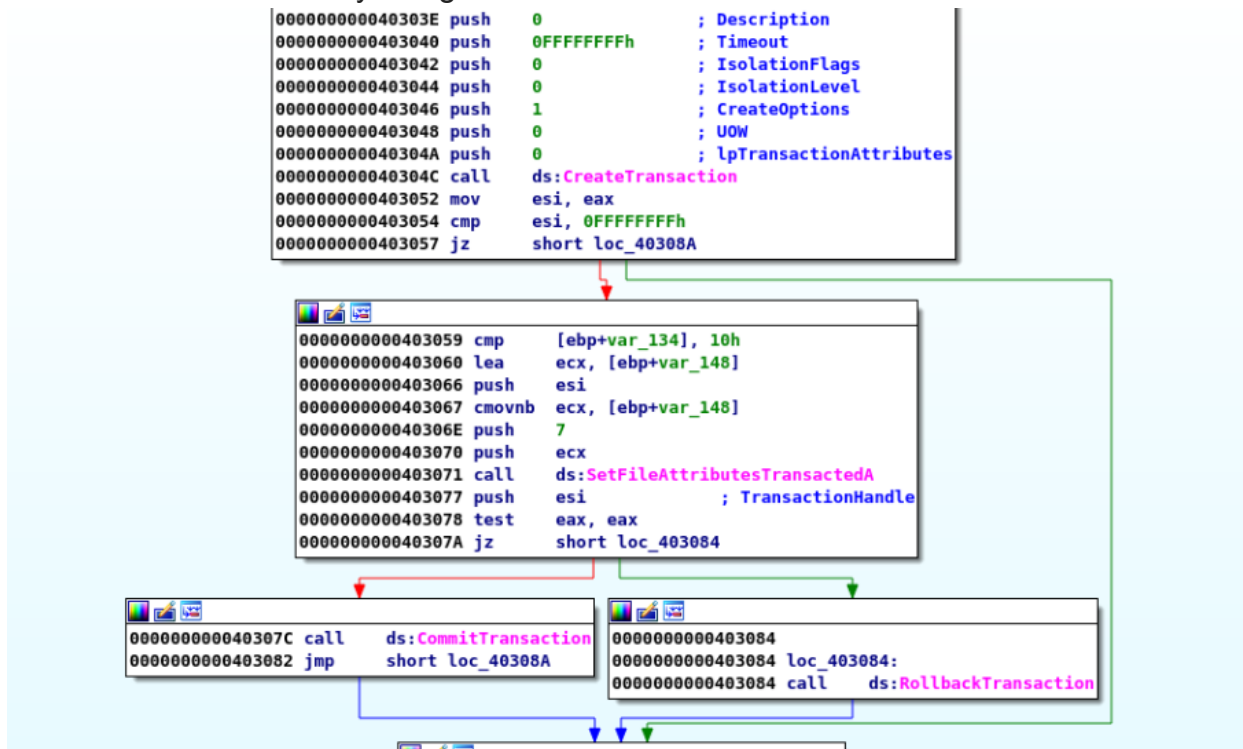 000000000040303E push 0 ; Description
0000000000403040 push 0FFFFFFFFh ; Timeout
0000000000403042 push 0 ; IsolationFlags
0000000000403044 push 0 ; IsolationLevel
0000000000403046 push 1 ; CreateOptions
0000000000403048 push 0 ; UOW
000000000040304A push 0 ; lpTransactionAttributes
000000000040304C call ds:CreateTransaction
0000000000403052 mov esi, eax
0000000000403054 cmp esi, 0FFFFFFFFh
0000000000403057 jz short loc_40308A
0000000000403059 cmp [ebp+var_134], 10h
0000000000403060 lea ecx, [ebp+var_148]
0000000000403066 push esi
0000000000403067 cmovnb ecx, [ebp+var_148]
000000000040306E push 7
0000000000403070 push ecx
0000000000403071 call ds:SetFileAttributesTransactedA
0000000000403077 push esi ; TransactionHandle
0000000000403078 test eax, eax
000000000040307A jz short loc_403084
000000000040307C call ds:CommitTransaction
0000000000403082 jmp short loc_40308A
0000000000403084
0000000000403084 loc_403084:
0000000000403084 call ds:RollbackTransaction